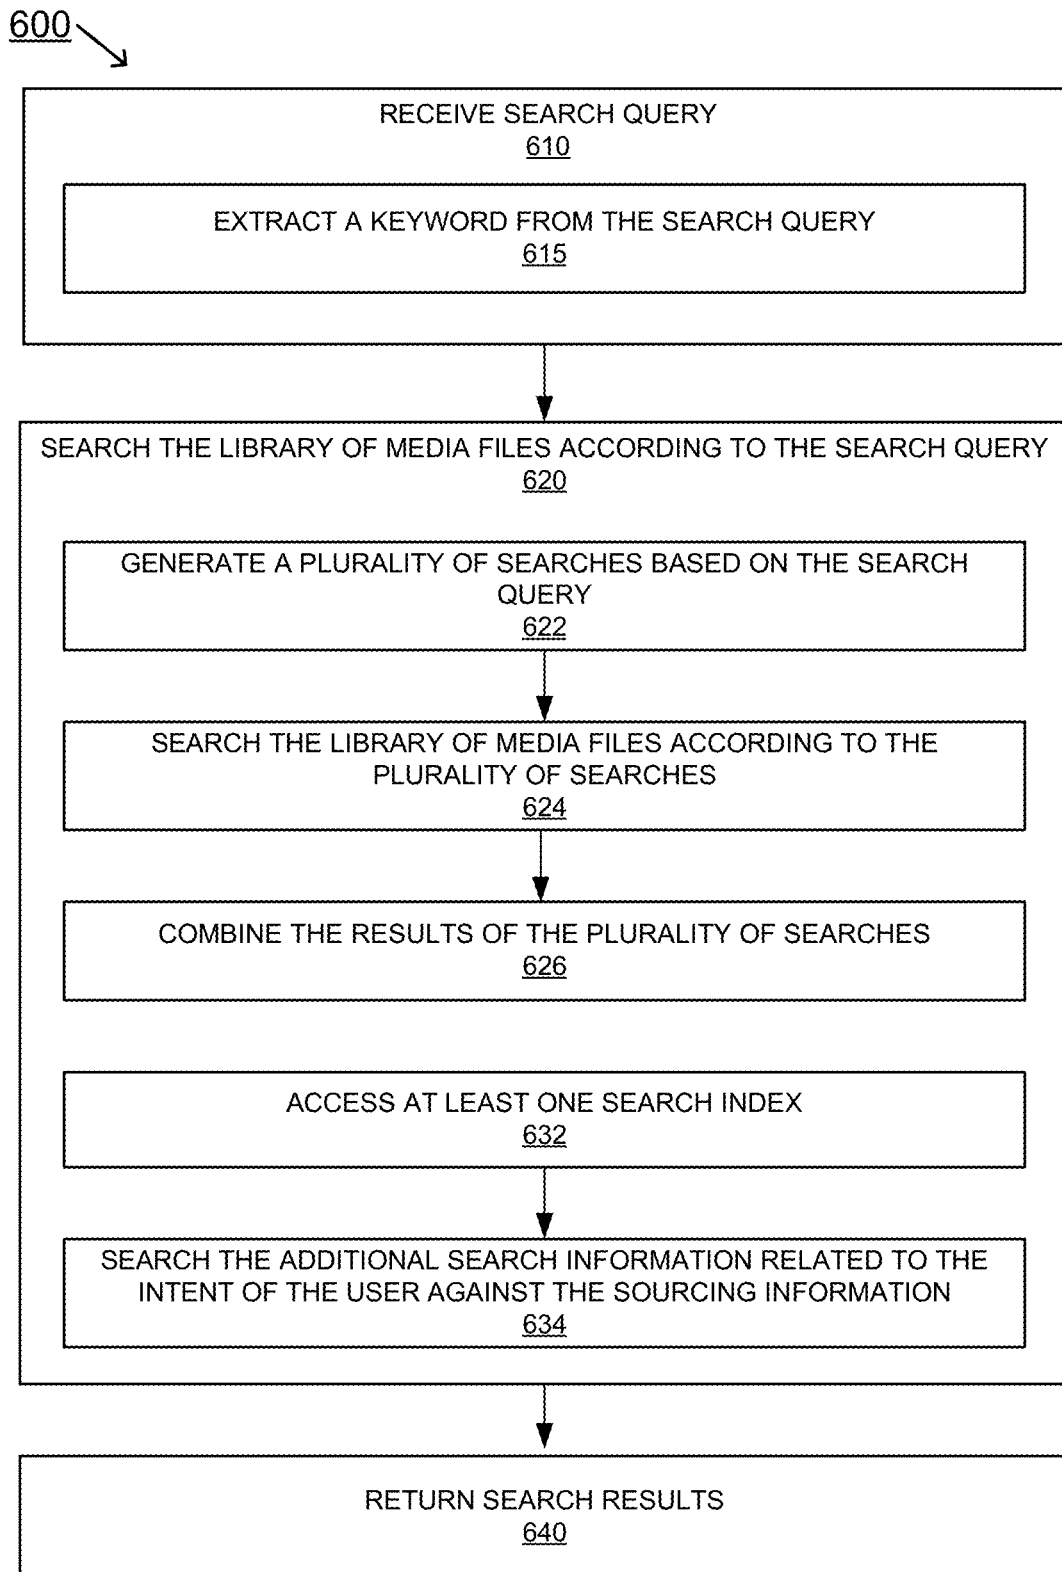 600
RECEIVE SEARCH QUERY
610
EXTRACT A KEYWORD FROM THE SEARCH QUERY
615
SEARCH THE LIBRARY OF MEDIA FILES ACCORDING TO THE SEARCH QUERY
620
GENERATE A PLURALITY OF SEARCHES BASED ON THE SEARCH
QUERY
622
SEARCH THE LIBRARY OF MEDIA FILES ACCORDING TO THE
PLURALITY OF SEARCHES
624
COMBINE THE RESULTS OF THE PLURALITY OF SEARCHES
626
ACCESS AT LEAST ONE SEARCH INDEX
632
SEARCH THE ADDITIONAL SEARCH INFORMATION RELATED TO THE
INTENT OF THE USER AGAINST THE SOURCING INFORMATION
634
RETURN SEARCH RESULTS
640